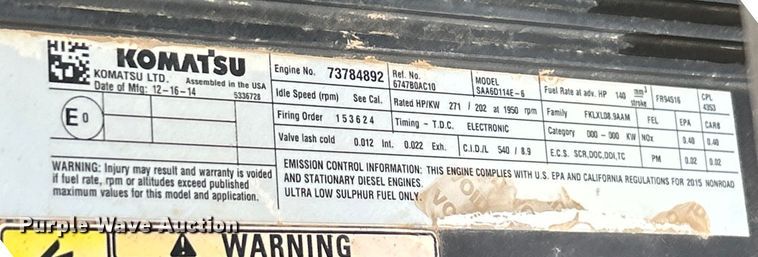 KOMATSU
KOMATSU LTD. Assembled in the USA
Date of Mfg: 12-16-14 5336728
E 0
WARNING: Injury may result and warranty is voided
if fuel rate, rpm or altitudes exceed published
maximum values for this model and application.
Engine No. 73784892 Ref. No. 6747B0AC10 MODEL SAA6D114E-6 Fuel Rate at adv. HP 140 mm³ stroke FR94516 CPL 4353
Idle Speed (rpm) See Cal. Rated HP/KW 271 / 202 at 1950 rpm Family FKLXL08.9AAM FEL EPA CARB
Firing Order 153624 Timing - T.D.C. ELECTRONIC Category 000 - 000 KW NOx 0.40 0.40
Valve lash cold 0.012 Int. 0.022 Exh. C.I.D/L 540 / 8.9 E.C.S. SCR,DOC,DDI,TC PM 0.02 0.02
EMISSION CONTROL INFORMATION: THIS ENGINE COMPLIES WITH U.S. EPA AND CALIFORNIA REGULATIONS FOR 2015 NONROAD
AND STATIONARY DIESEL ENGINES.
ULTRA LOW SULPHUR FUEL ONLY.
Purple Wave Auction
WARNING